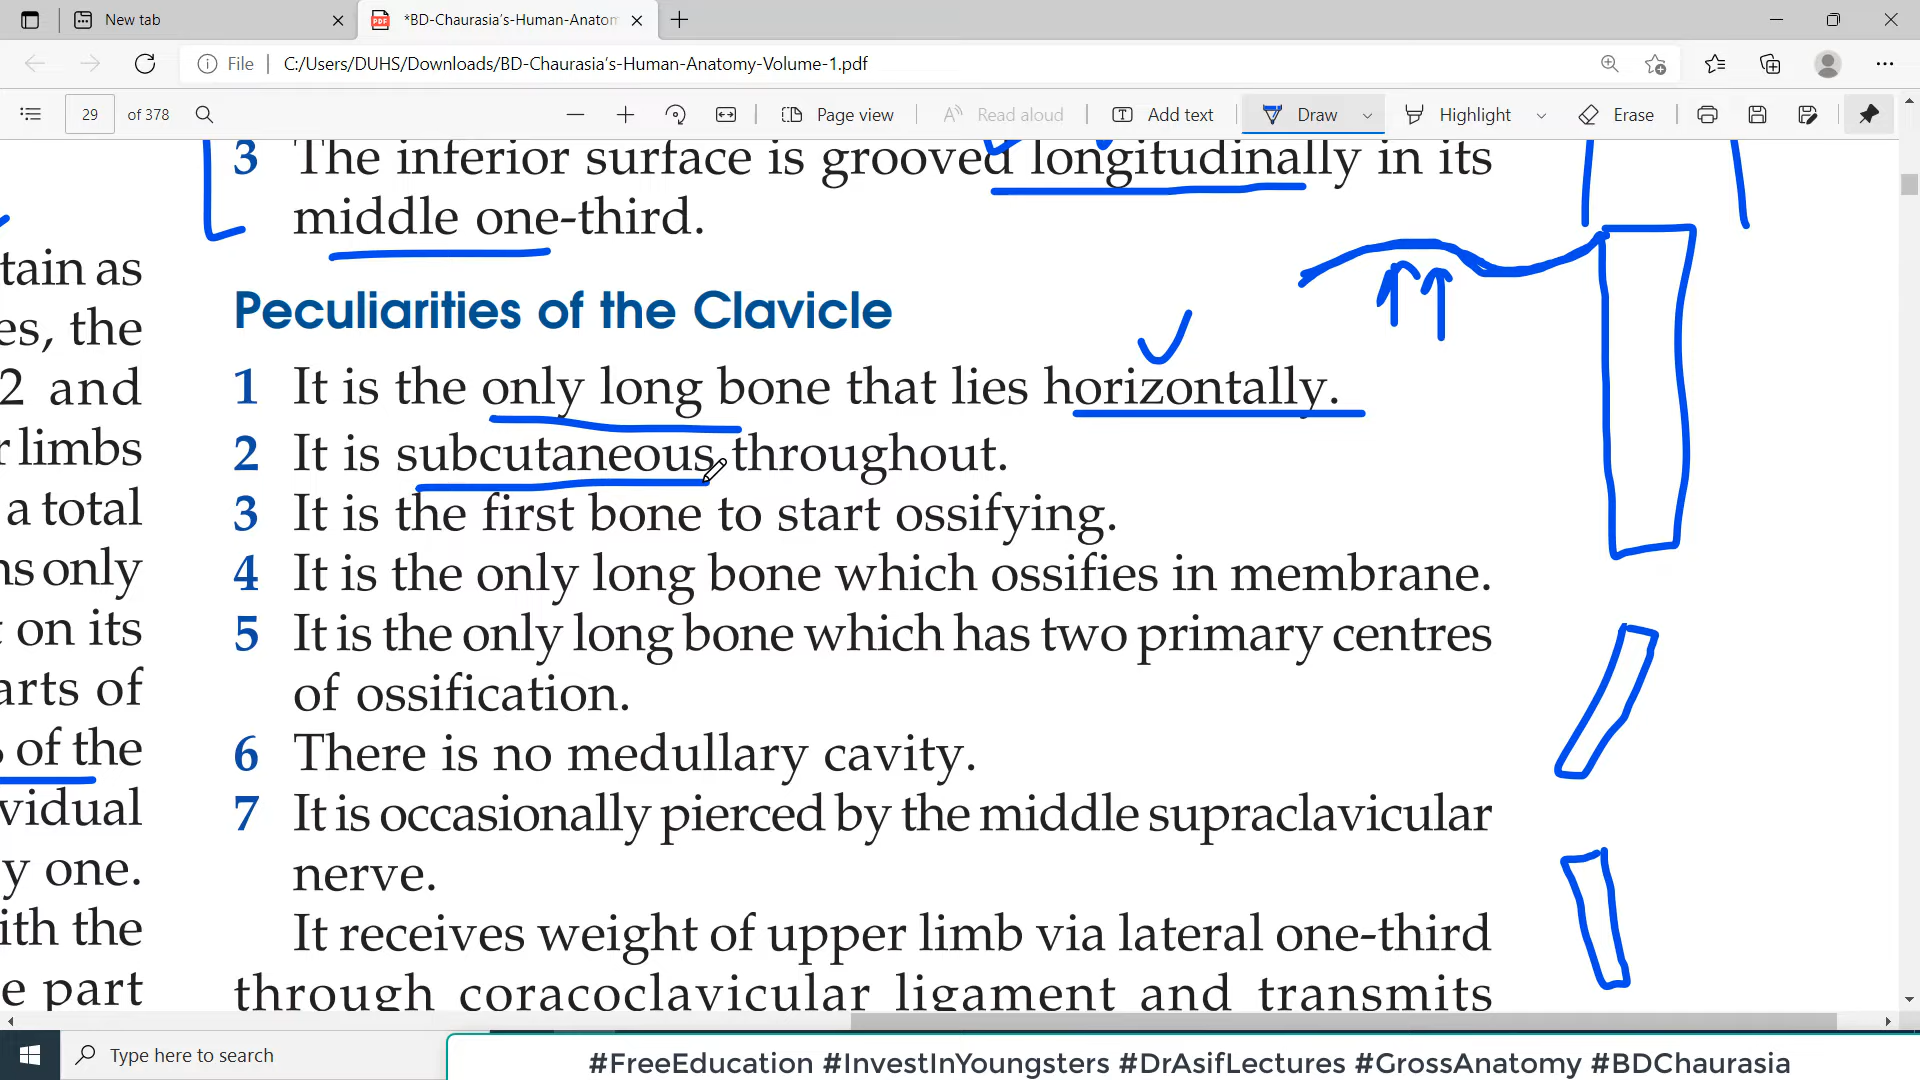 New tab
*BD-Chaurasia's-Human-Anatom
File
C:/Users/DUHS/Downloads/BD-Chaurasia's-Human-Anatomy-Volume-1.pdf
29 of 378
Page view
Read aloud
Add text
Draw
Highlight
Erase
3 The inferior surface is grooved longitudinally in its
middle one-third.
tain as
es, the
2 and
r limbs
a total
ns only
t on its
arts of
of the
vidual
y one.
ith the
e part
Peculiarities of the Clavicle
1 It is the only long bone that lies horizontally.
2 It is subcutaneous throughout.
3 It is the first bone to start ossifying.
4 It is the only long bone which ossifies in membrane.
5 It is the only long bone which has two primary centres
of ossification.
6 There is no medullary cavity.
7 It is occasionally pierced by the middle supraclavicular
nerve.
It receives weight of upper limb via lateral one-third
through coracoclavicular ligament and transmits
Type here to search
#FreeEducation #InvestInYoungsters #DrAsifLectures #GrossAnatomy #BDChaurasia